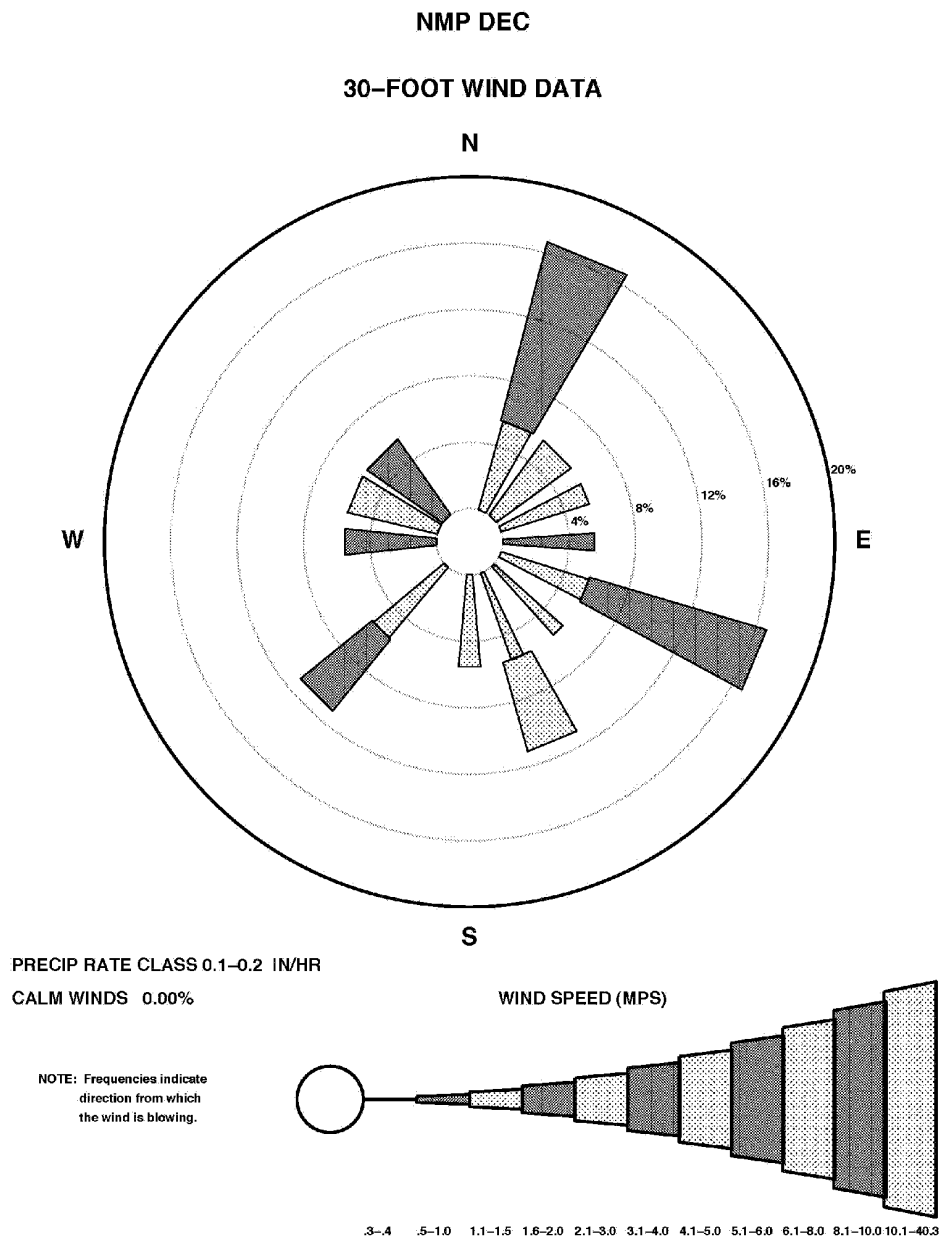 NMP DEC
30–FOOT WIND DATA
N
20%
16%
12%
8%
4%
W
E
S
PRECIP RATE CLASS 0.1–0.2 IN/HR
CALM WINDS 0.00%
WIND SPEED (MPS)
NOTE: Frequencies indicate
direction from which
the wind is blowing.
.3–.4 .5–1.0 1.1–1.5 1.6–2.0 2.1–3.0 3.1–4.0 4.1–5.0 5.1–6.0 6.1–8.0 8.1–10.0 10.1–40.3